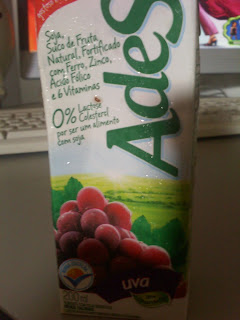 Soja,
Suco de Fruta
Natural, Fortificado
com Ferro, Zinco,
Ácido Fólico
e 6 Vitaminas
0% Lactose
Colesterol
por ser um alimento
com soja
AdeS
uva
200ml